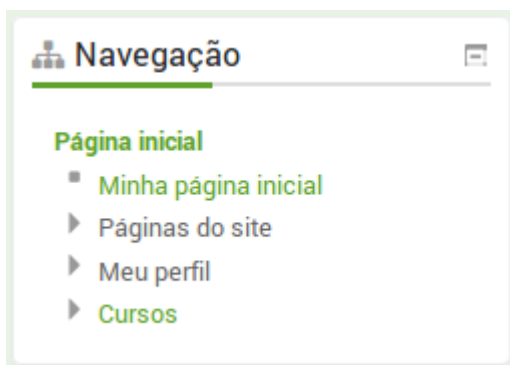 Navegação
Página inicial
Minha página inicial
Páginas do site
Meu perfil
Cursos